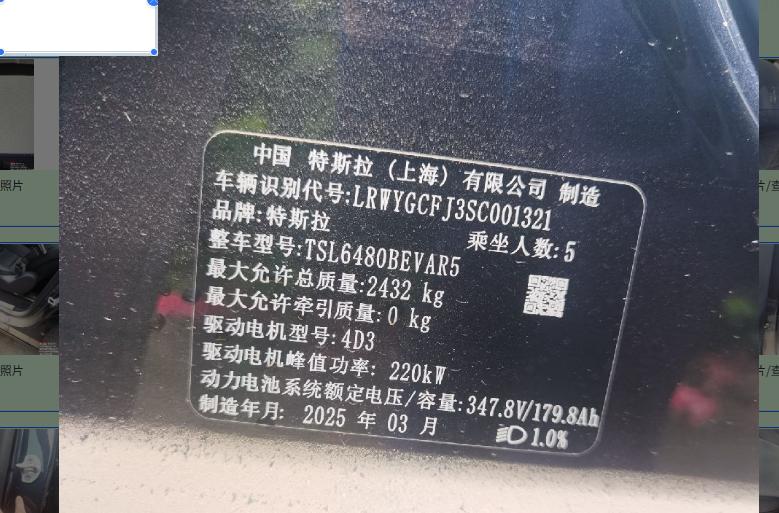 中国 特斯拉 (上海) 有限公司 制造
车辆识别代号:LRWYGCFJ3SC001321
品牌:特斯拉 乘坐人数:5
整车型号:TSL6480BEVAR5
最大允许总质量:2432 kg
最大允许牵引质量:0 kg
驱动电机型号:4D3
驱动电机峰值功率: 220kW
动力电池系统额定电压/容量:347.8V/179.8Ah
制造年月: 2025 年 03 月
1.0%
照片
照片
片/查
片/查